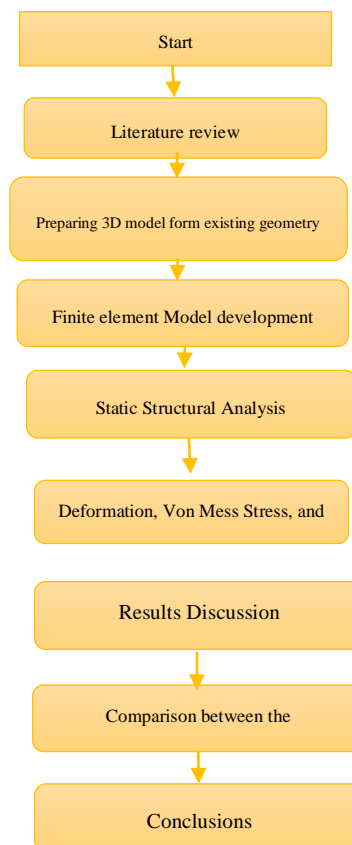 Start
Literature review
Preparing 3D model form existing geometry
Finite element Model development
Static Structural Analysis
Deformation, Von Mess Stress, and
Results Discussion
Comparison between the
Conclusions